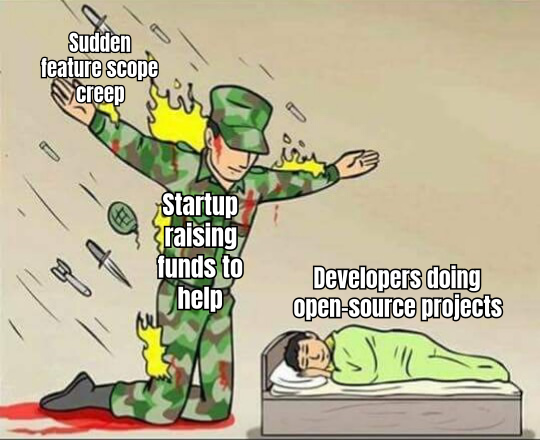 Sudden
feature scope
creep
Startup
raising
funds to
help
Developers doing
open-source projects